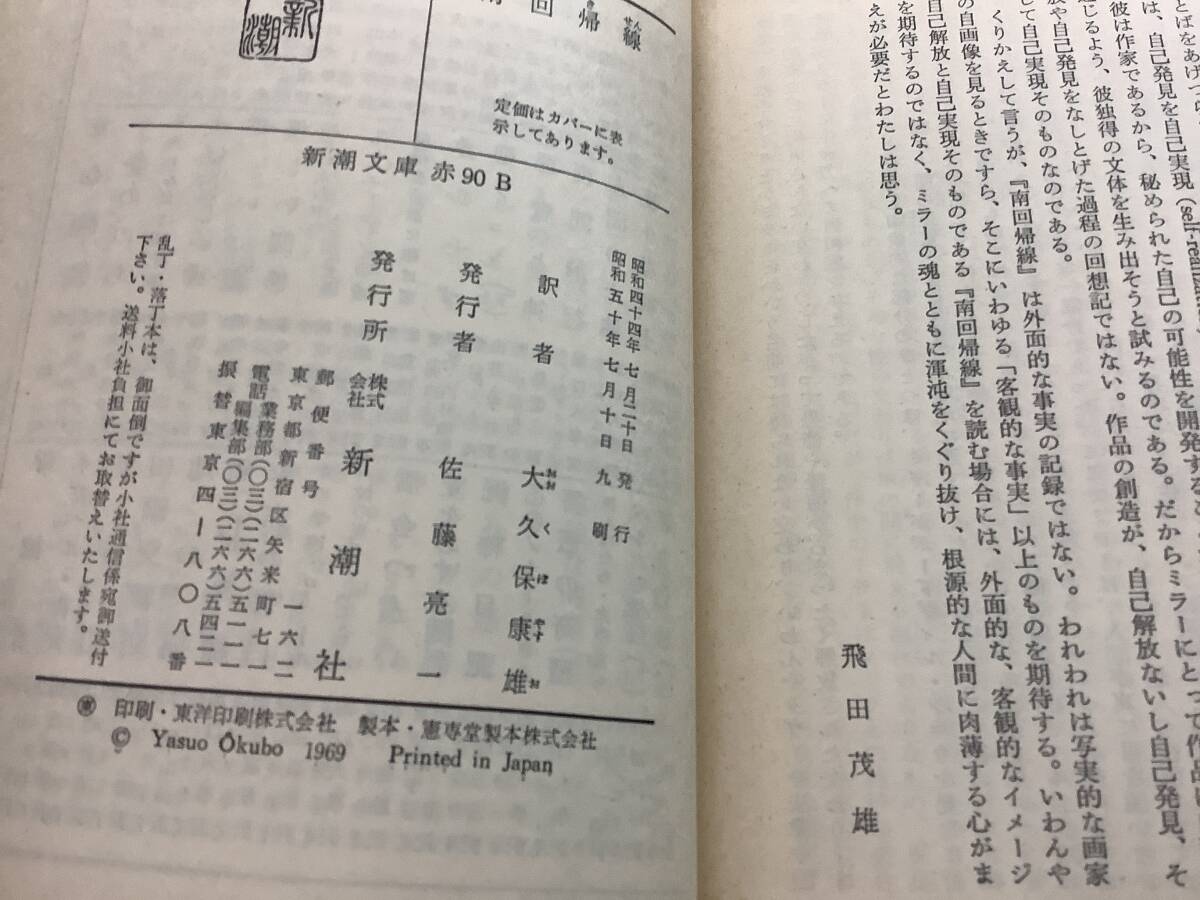 とばをあげ
は、自己発見を自己実現(self-realiz
彼は作家であるから、秘められた自己の可能性を開発する
感じるよう、彼独得の文体を生み出そうと試みるのである。だからミラーにとって作品は
放や自己発見をなしとげた過程の回想記ではない。作品の創造が、自己解放ないし自己発見、そ
して自己実現そのものなのである。
くりかえして言うが、『南回帰線』は外面的な事実の記録ではない。われわれは写実的な画家
の自画像を見るときですら、そこにいわゆる「客観的な事実」以上のものを期待する。いわんや
自己解放と自己実現そのものである『南回帰線』を読む場合には、外面的な、客観的なイメージ
を期待するのではなく、ミラーの魂とともに渾沌をくぐり抜け、根源的な人間に肉薄する心がま
えが必要だとわたしは思う。
飛田茂雄
回帰線
き せん
新潮
定価はカバーに表
示してあります。
新潮文庫 赤90B
昭和四十四年七月二十日発行
昭和五十年七月十日九刷
訳者 大久保康雄
おお く ぼ やす お
発行者 佐藤亮一
発行所 株式会社 新潮社
郵便番号 一六二
東京都新宿区矢来町七一
電話 業務部(〇三)(二六六)五一一一
編集部(〇三)(二六六)五四二一
振替東京四―八〇八番
乱丁・落丁本は、御面倒ですが小社通信係宛御送付
下さい。送料小社負担にてお取替えいたします。
印刷・東洋印刷株式会社 製本・憲専堂製本株式会社
© Yasuo Ôkubo 1969 Printed in Japan